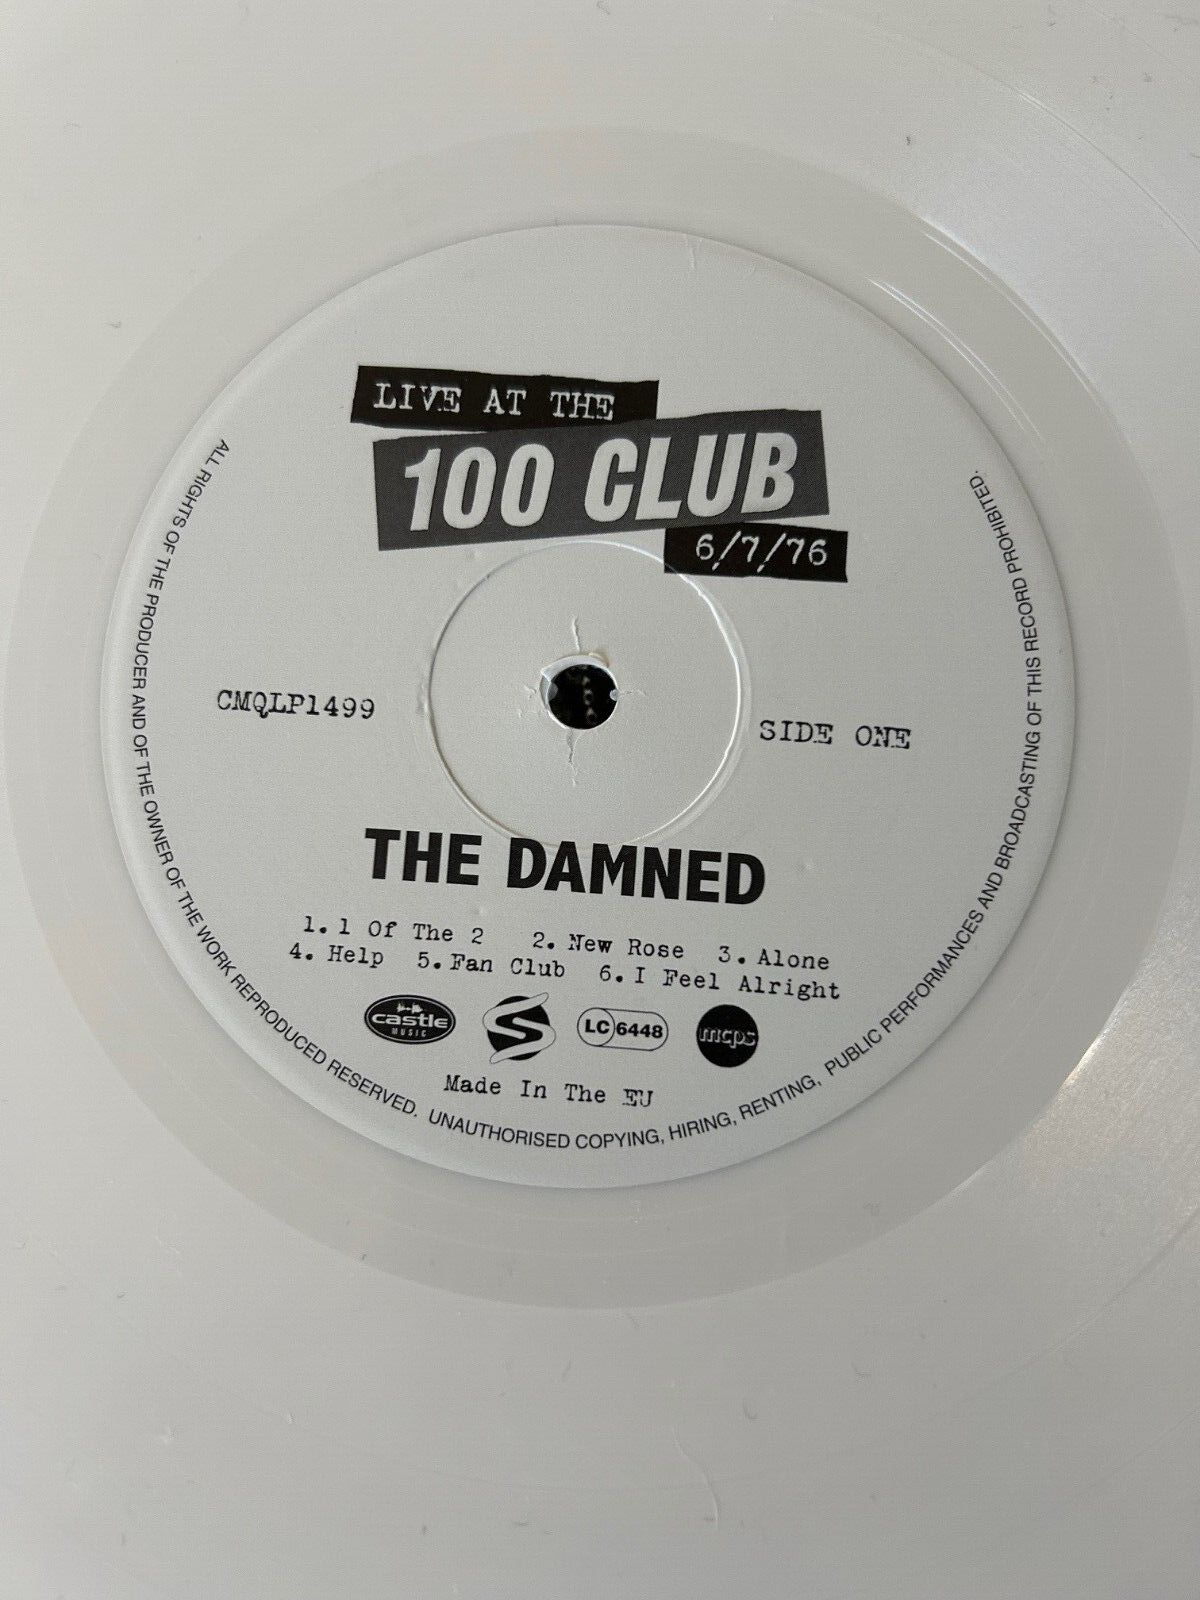 LIVE AT THE
100 CLUB
6/7/76
CMQLP1499
SIDE ONE
THE DAMNED
1. 1 Of The 2 2. New Rose 3. Alone
4. Help 5. Fan Club 6. I Feel Alright
castle
MUSIC
LC 6448
mcps
Made In The EU
ALL RIGHTS OF THE PRODUCER AND OF THE OWNER OF THE WORK REPRODUCED RESERVED. UNAUTHORISED COPYING, HIRING, RENTING, PUBLIC PERFORMANCES AND BROADCASTING OF THIS RECORD PROHIBITED.